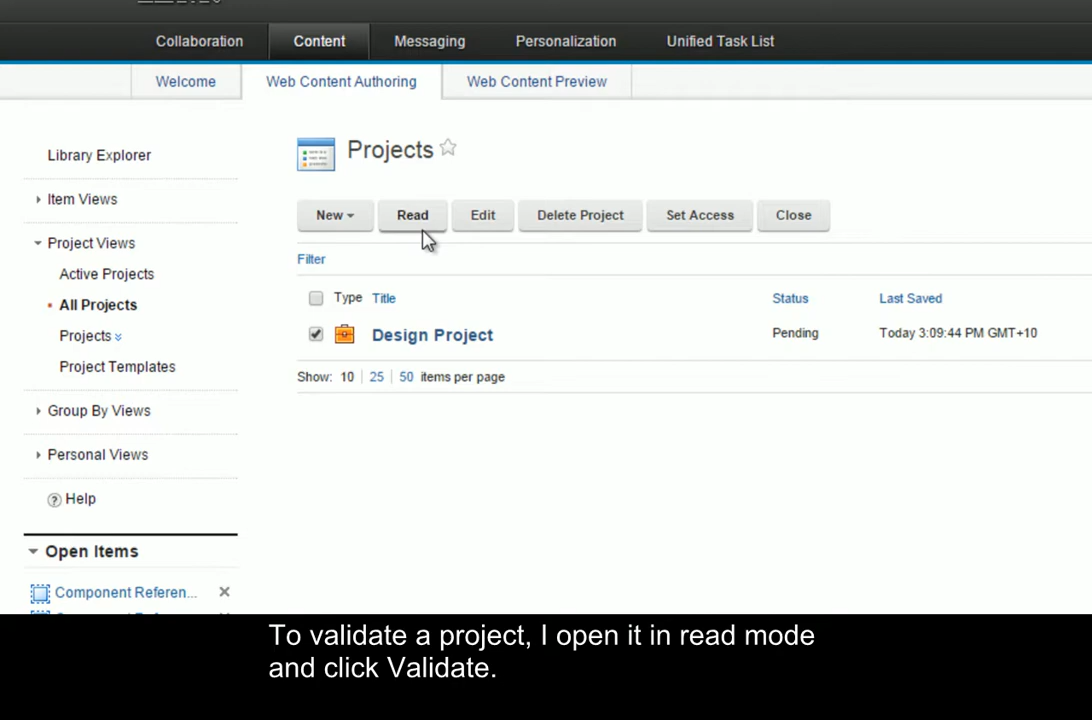 Collaboration Content Messaging Personalization Unified Task List
Welcome Web Content Authoring Web Content Preview
Library Explorer
Item Views
Project Views
Active Projects
All Projects
Projects
Project Templates
Group By Views
Personal Views
Help
Open Items
Component Referen...
Projects
New Read Edit Delete Project Set Access Close
Filter
Type Title Status Last Saved
Design Project Pending Today 3:09:44 PM GMT+10
Show: 10 25 50 items per page
To validate a project, I open it in read mode
and click Validate.